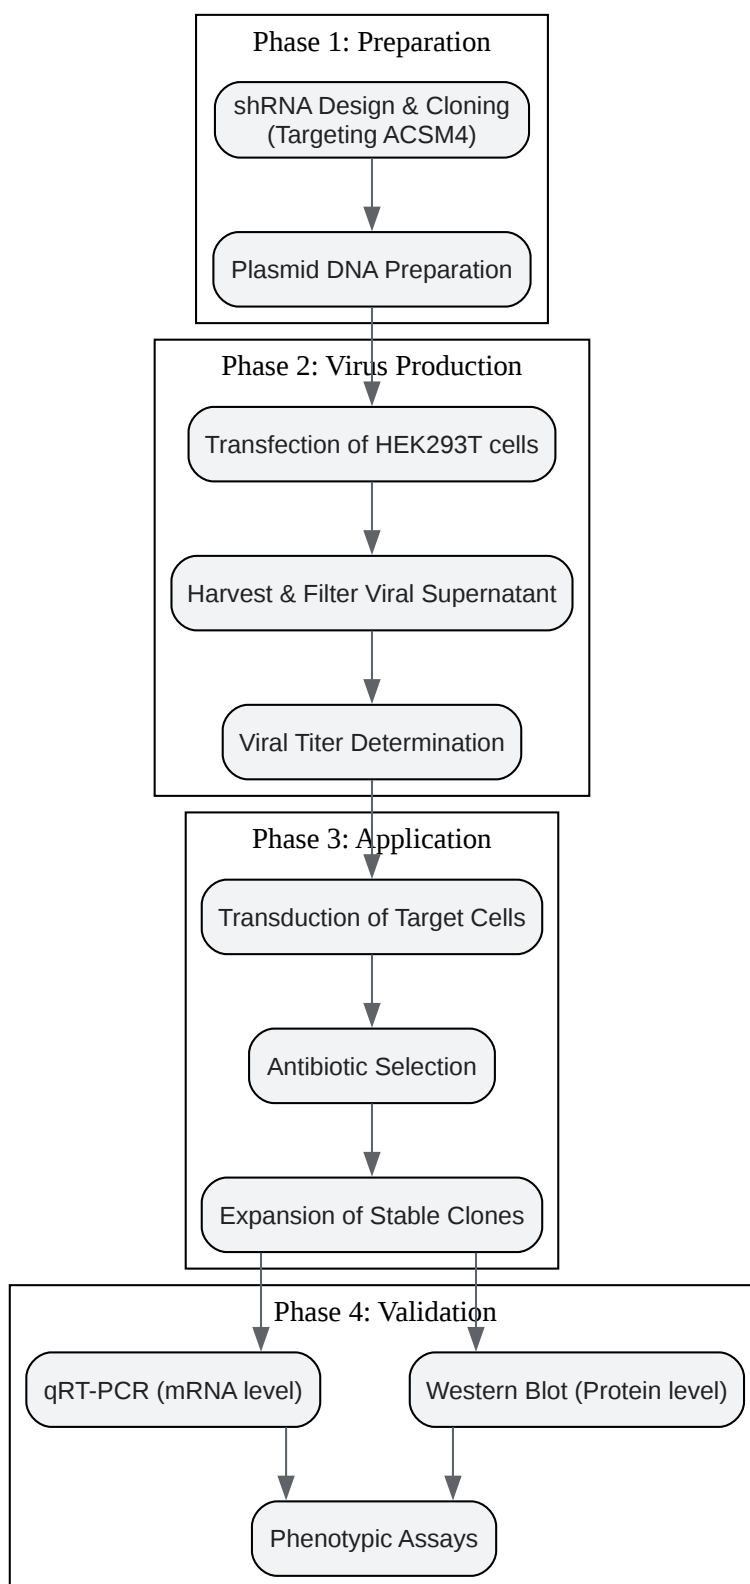 Phase 1: Preparation
shRNA Design & Cloning
(Targeting ACSM4)
Plasmid DNA Preparation
Phase 2: Virus Production
Transfection of HEK293T cells
Harvest & Filter Viral Supernatant
Viral Titer Determination
Phase 3: Application
Transduction of Target Cells
Antibiotic Selection
Expansion of Stable Clones
Phase 4: Validation
qRT-PCR (mRNA level)
Western Blot (Protein level)
Phenotypic Assays